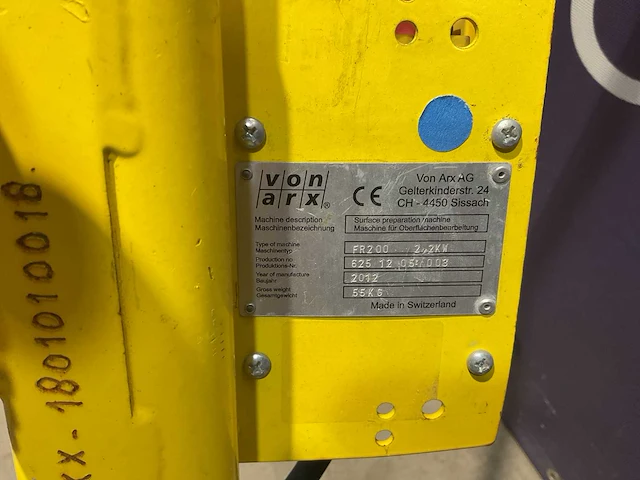 von
arx®
CE
Von Arx AG
Gelterkinderstr. 24
CH - 4450 Sissach
Machine description
Maschinenbezeichnung
Surface preparation machine
Maschine für Oberflächenbearbeitung
Type of machine
Maschinentyp
FR200 2,2KW
Production no
Produktions-Nr.
625 12 05 /003
Year of manufacture
Baujahr
2012
Gross weight
Gesamtgewicht
55KG
Made in Switzerland
XX-1801010018